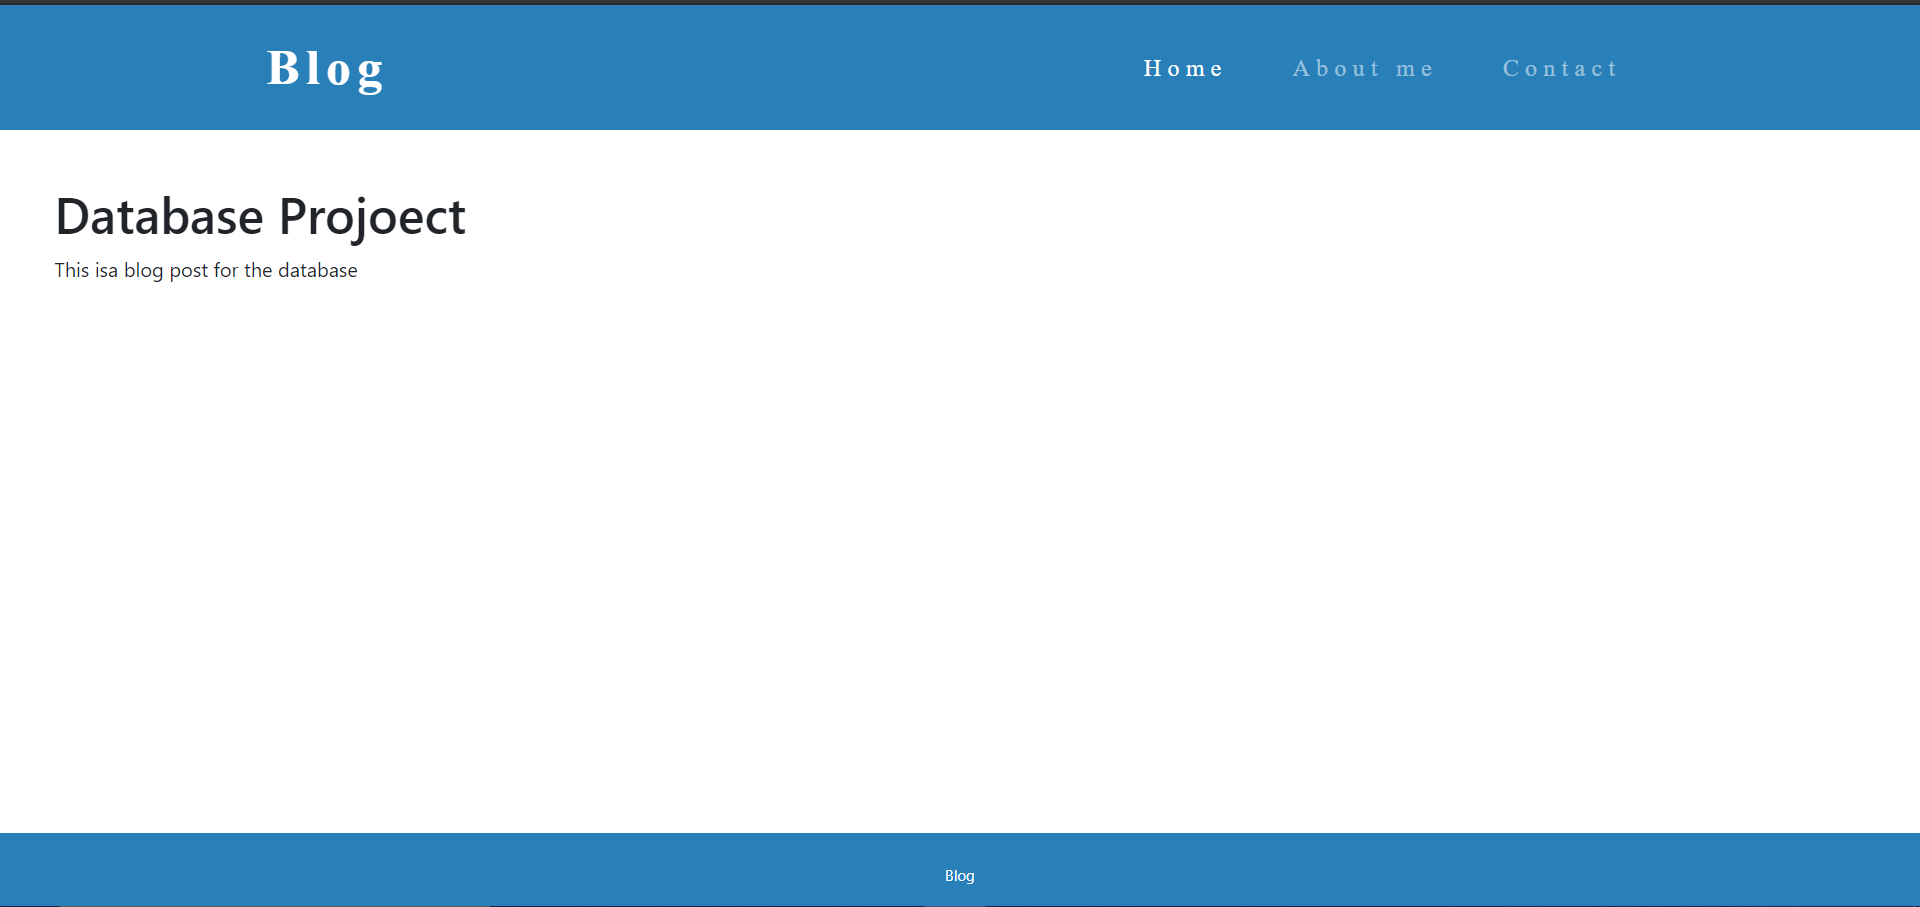 Blog
Home About me Contact
Database Projoect
This isa blog post for the database
Blog